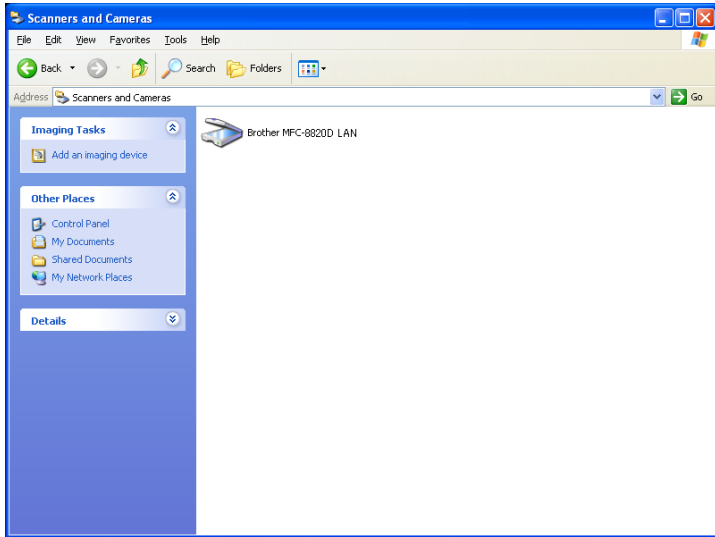 Scanners and Cameras
File Edit View Favorites Tools Help
Back Search Folders
Address Scanners and Cameras Go
Imaging Tasks
Add an imaging device
Other Places
Control Panel
My Documents
Shared Documents
My Network Places
Details
Brother MFC-8820D LAN